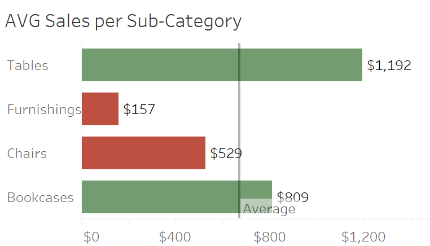 AVG Sales per Sub-Category
Tables $1,192
Furnishings $157
Chairs $529
Bookcases $809
Average
$0 $400 $800 $1,200